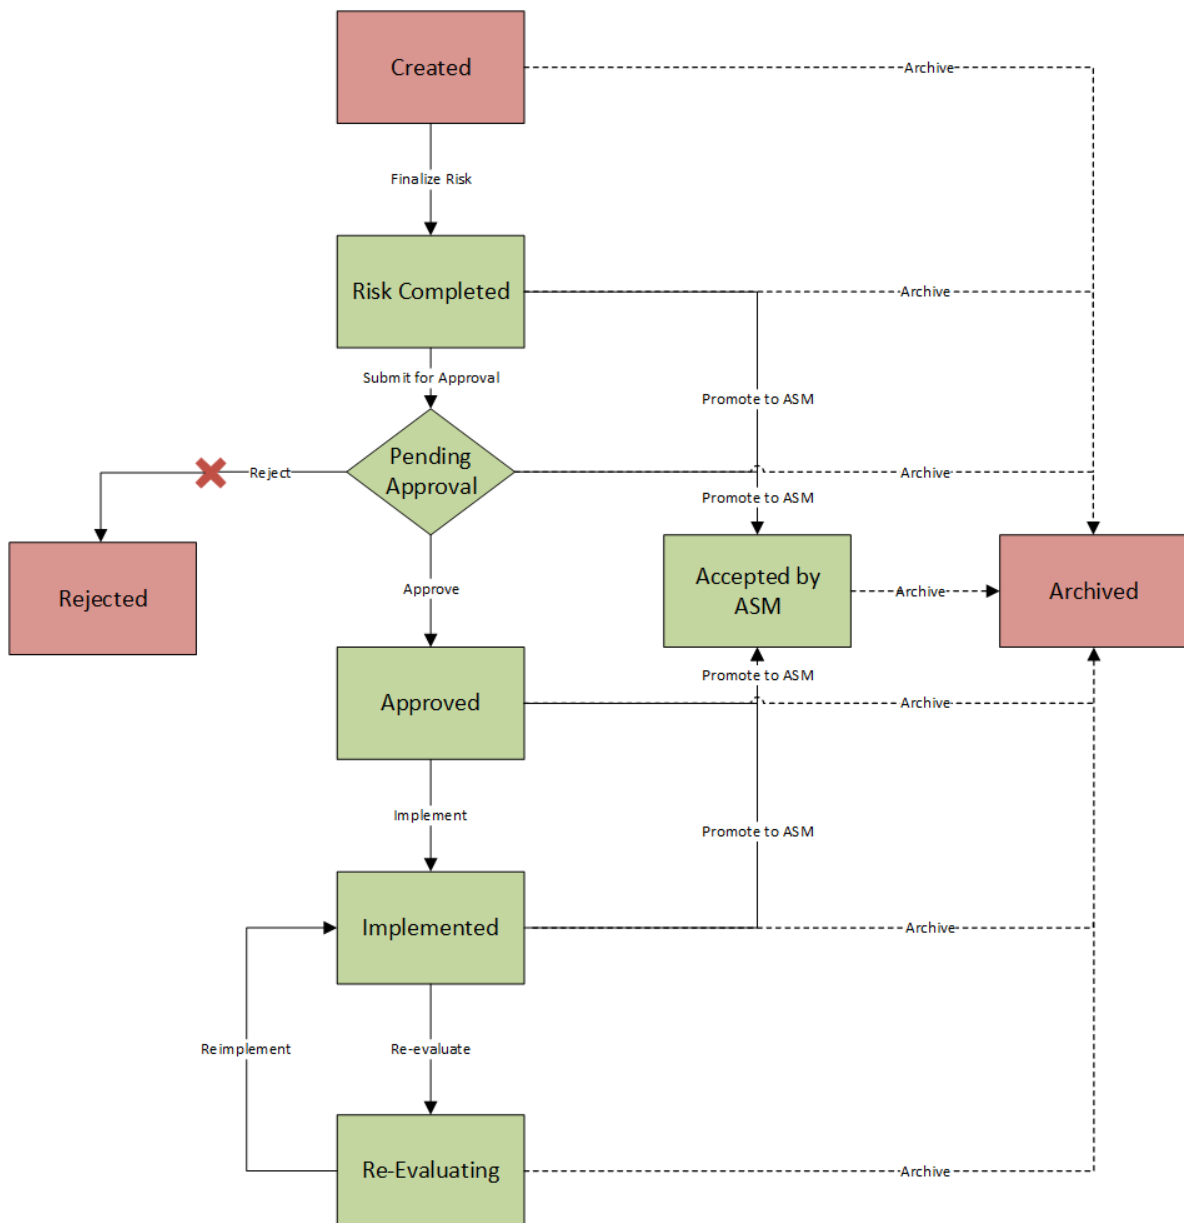 Created
Archive
Finalize Risk
Risk Completed
Archive
Submit for Approval
Promote to ASM
Pending
Approval
Reject
Archive
Promote to ASM
Rejected
Approve
Accepted by
ASM
Archive
Archived
Promote to ASM
Approved
Archive
Implement
Promote to ASM
Implemented
Archive
Reimplement
Re-evaluate
Re-Evaluating
Archive